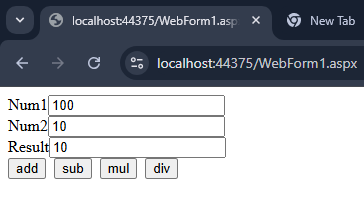 localhost:44375/WebForm1.asp
New Tab
localhost:44375/WebForm1.aspx
Num1 100
Num2 10
Result 10
add sub mul div